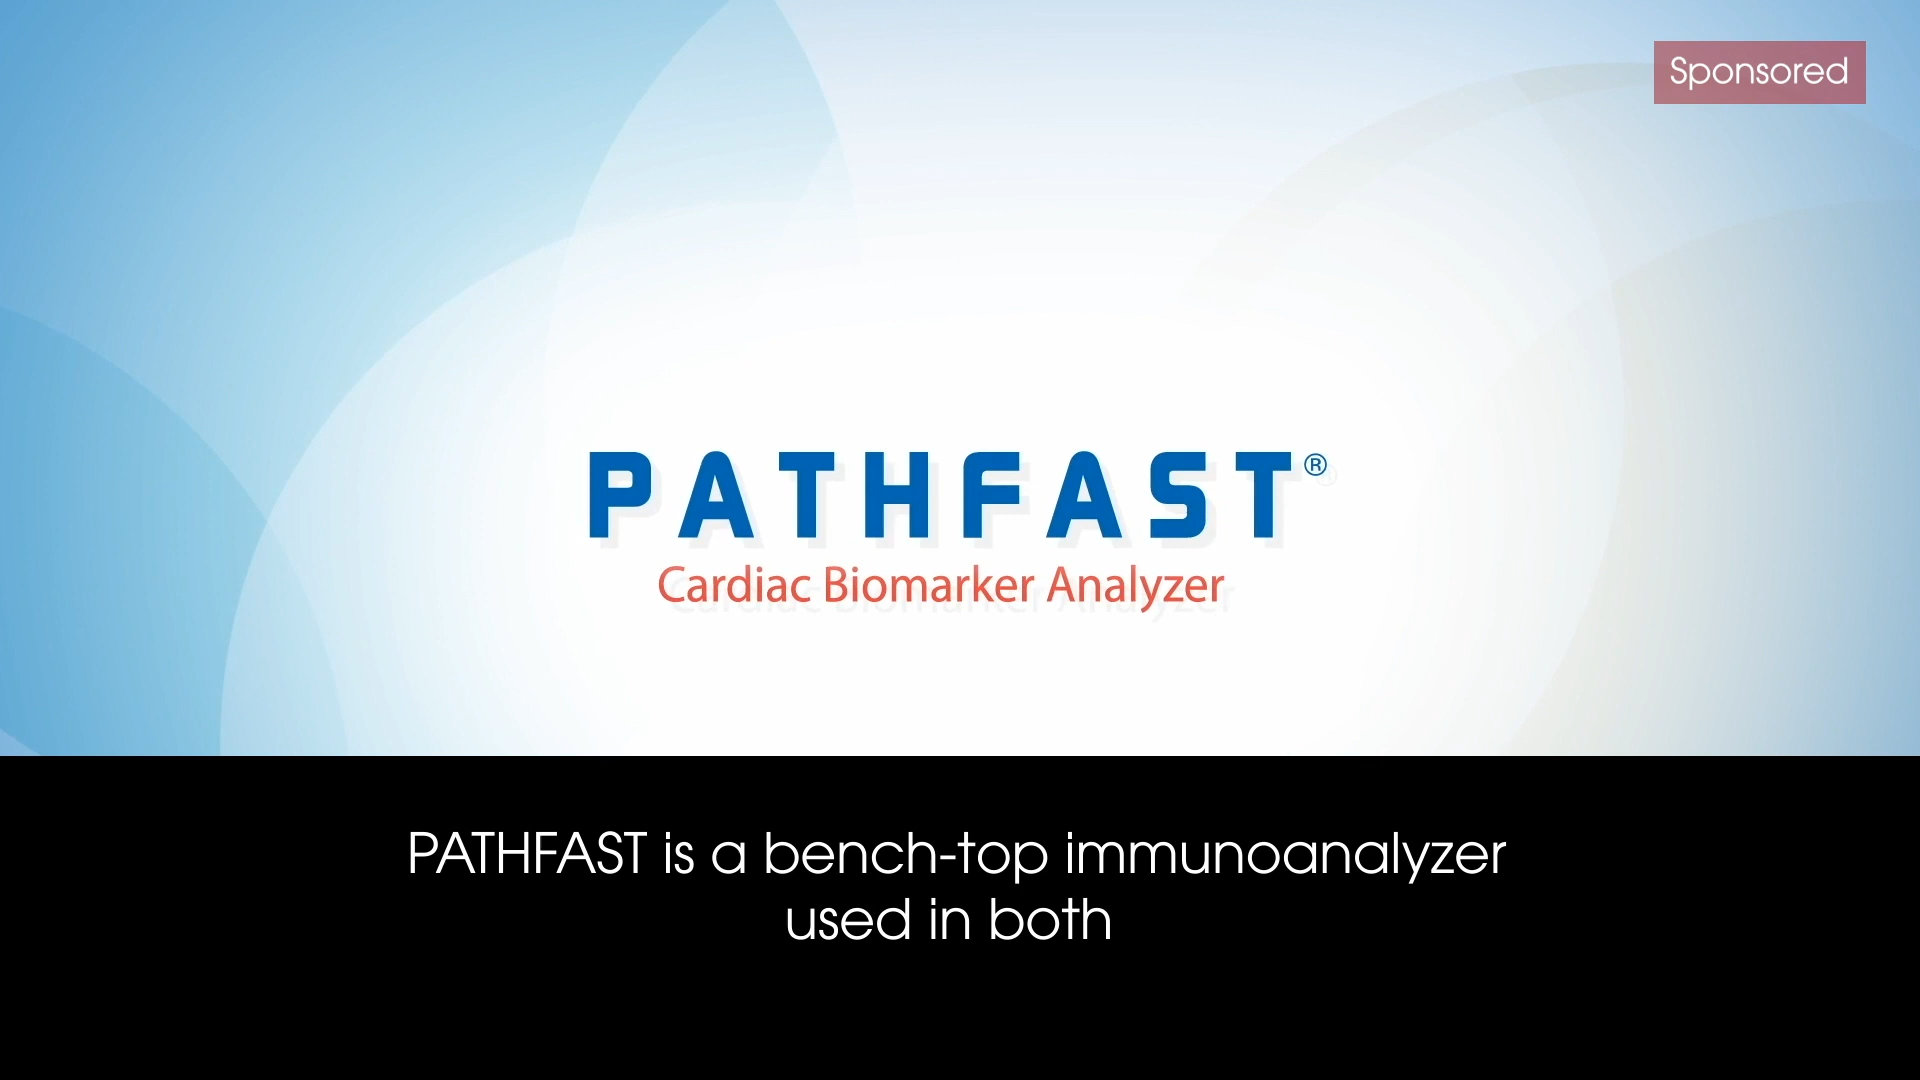 Sponsored
PATHFAST®
Cardiac Biomarker Analyzer
PATHFAST is a bench-top immunoanalyzer
used in both